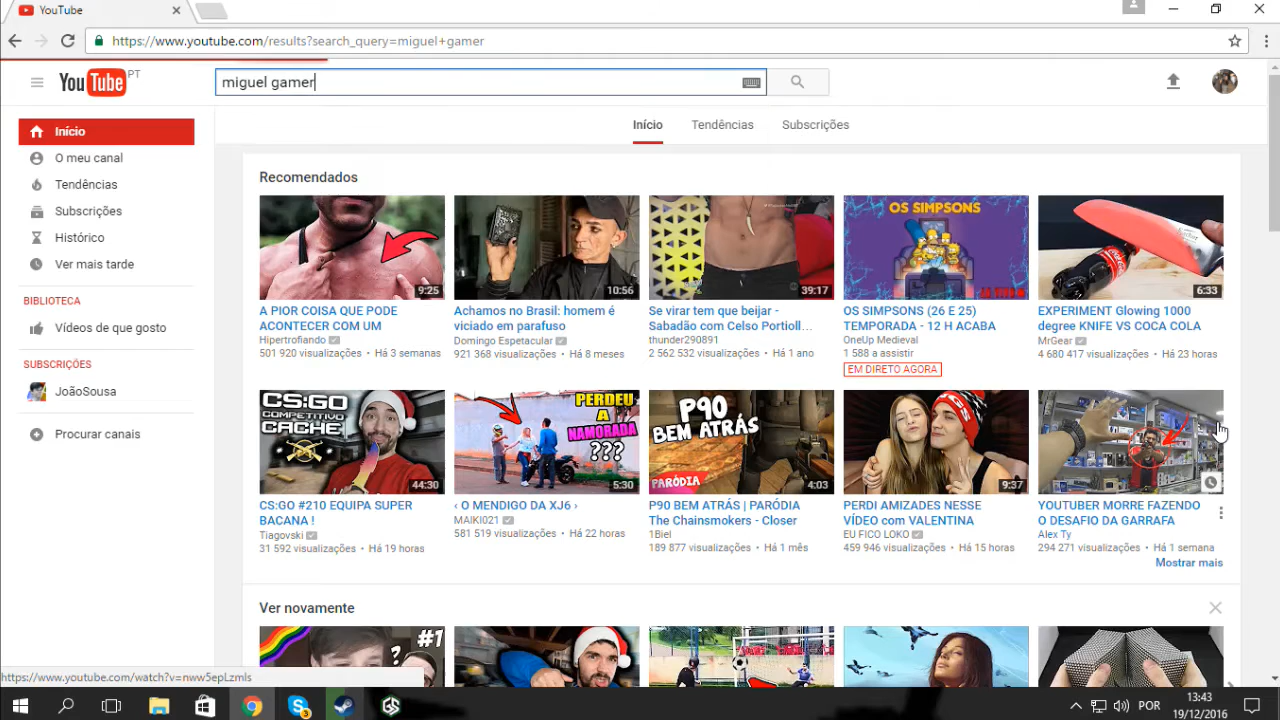 YouTube
https://www.youtube.com/results?search_query=miguel+gamer
YouTube PT
miguel gamer
Início
Tendências
Subscrições
Início
O meu canal
Tendências
Subscrições
Histórico
Ver mais tarde
BIBLIOTECA
Vídeos de que gosto
SUBSCRIÇÕES
JoãoSousa
Procurar canais
Recomendados
9:25
A PIOR COISA QUE PODE
ACONTECER COM UM
Hipertrofiando
501 920 visualizações • Há 3 semanas
10:56
Achamos no Brasil: homem é
viciado em parafuso
Domingo Espetacular
921 368 visualizações • Há 8 meses
39:17
Se virar tem que beijar -
Sabadão com Celso Portioll...
thunder290891
2 562 532 visualizações • Há 1 ano
OS SIMPSONS
OS SIMPSONS (26 E 25)
TEMPORADA - 12 H ACABA
OneUp Medieval
1 588 a assistir
EM DIRETO AGORA
6:33
EXPERIMENT Glowing 1000
degree KNIFE VS COCA COLA
MrGear
4 680 417 visualizações • Há 23 horas
CS:GO
COMPETITIVO
CACHE
44:30
CS:GO #210 EQUIPA SUPER
BACANA !
Tiagovski
31 592 visualizações • Há 19 horas
PERDEU
A
NAMORADA
???
5:30
‹ O MENDIGO DA XJ6 ›
MAIKI021
581 519 visualizações • Há 22 horas
P90
BEM ATRÁS
PARÓDIA
4:03
P90 BEM ATRÁS | PARÓDIA
The Chainsmokers - Closer
1Biel
189 877 visualizações • Há 1 mês
9:37
PERDI AMIZADES NESSE
VÍDEO com VALENTINA
EU FICO LOKO
459 946 visualizações • Há 15 horas
YOUTUBER MORRE FAZENDO
O DESAFIO DA GARRAFA
Alex Ty
294 271 visualizações • Há 1 semana
Mostrar mais
Ver novamente
? #1
https://www.youtube.com/watch?v=nww5epLzmls
3
POR
13:43
19/12/2016